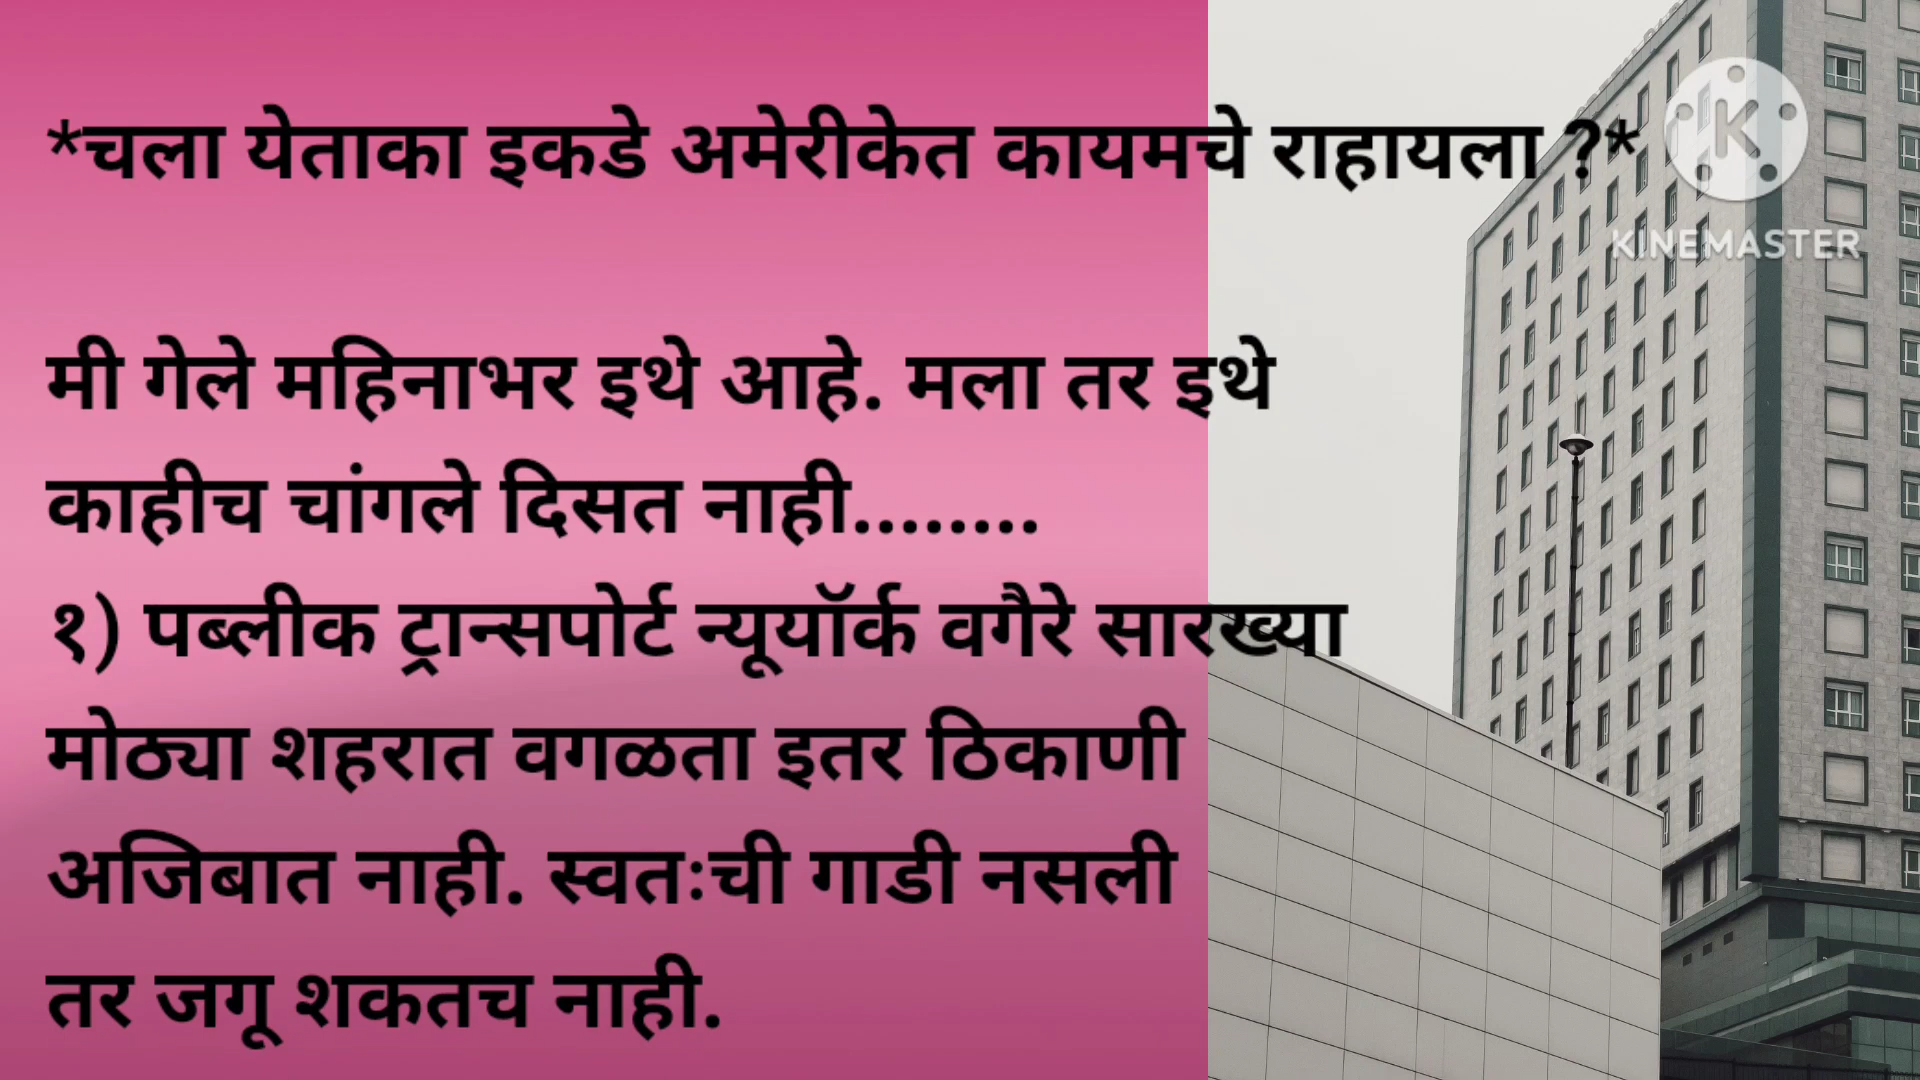 *चला येताका इकडे अमेरीकेत कायमचे राहायला ?*
KINEMASTER
मी गेले महिनाभर इथे आहे. मला तर इथे
काहीच चांगले दिसत नाही........
१) पब्लीक ट्रान्सपोर्ट न्यूयॉर्क वगैरे सारख्या
मोठ्या शहरात वगळता इतर ठिकाणी
अजिबात नाही. स्वतःची गाडी नसली
तर जगू शकतच नाही.